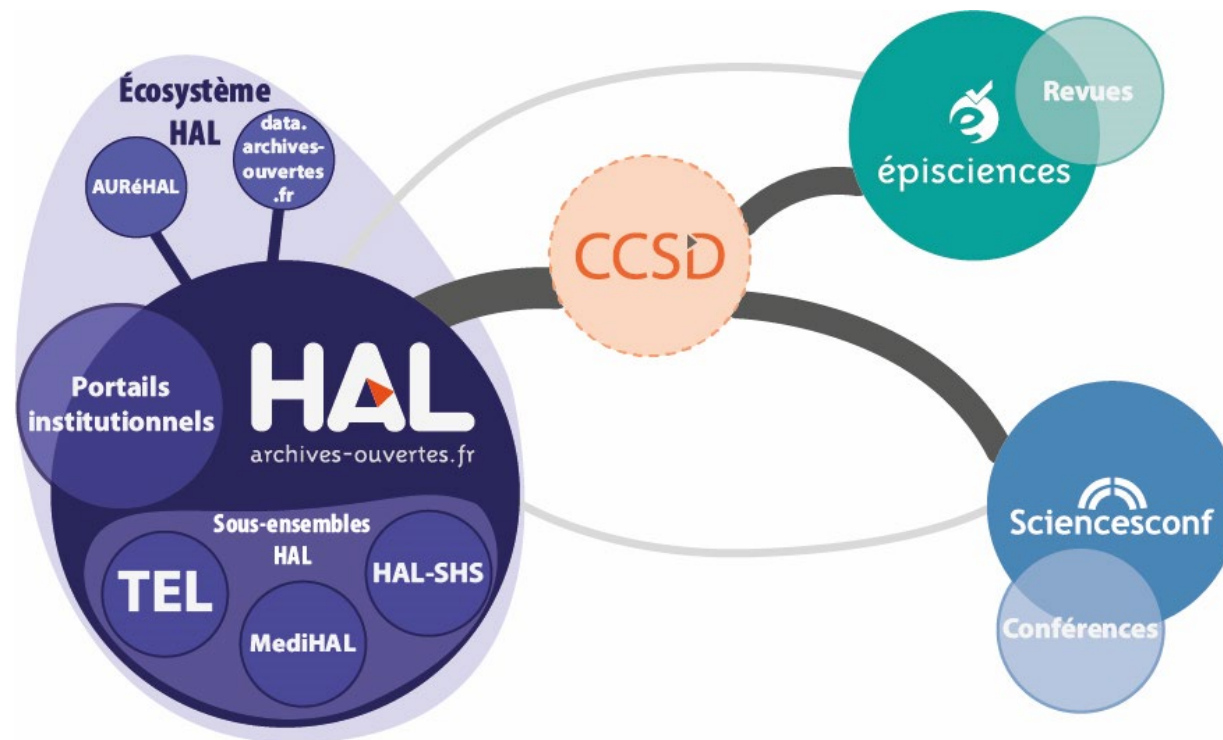 Écosystème
HAL
AURéHAL
data.
archives-
ouvertes
.fr
Portails
institutionnels
HAL
archives-ouvertes.fr
Sous-ensembles
HAL
TEL
MediHAL
HAL-SHS
CCSD
épisciences
Revues
Sciencesconf
Conférences